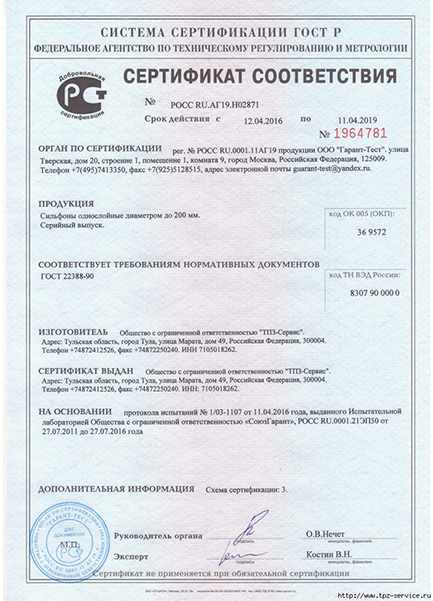 СИСТЕМА СЕРТИФИКАЦИИ ГОСТ Р
ФЕДЕРАЛЬНОЕ АГЕНТСТВО ПО ТЕХНИЧЕСКОМУ РЕГУЛИРОВАНИЮ И МЕТРОЛОГИИ
Добровольная
сертификация
СЕРТИФИКАТ СООТВЕТСТВИЯ
№ РОСС RU.АГ19.Н02871
Срок действия с 12.04.2016 по 11.04.2019
№ 1964781
ОРГАН ПО СЕРТИФИКАЦИИ рег. № РОСС RU.0001.11АГ19 продукции ООО "Гарант-Тест". улица
Тверская, дом 20, строение 1, помещение 1, комната 9, город Москва, Российская Федерация, 125009.
Телефон +7(495)7413350, факс +7(925)5128515, адрес электронной почты guarant-test@yandex.ru.
ПРОДУКЦИЯ
Сильфоны однослойные диаметром до 200 мм.
Серийный выпуск.
код ОК 005 (ОКП):
36 9572
СООТВЕТСТВУЕТ ТРЕБОВАНИЯМ НОРМАТИВНЫХ ДОКУМЕНТОВ
ГОСТ 22388-90
код ТН ВЭД России:
8307 90 000 0
ИЗГОТОВИТЕЛЬ Общество с ограниченной ответственностью "ТПЗ-Сервис".
Адрес: Тульская область, город Тула, улица Марата, дом 49, Российская Федерация, 300004.
Телефон +74872412526, факс +74872250240. ИНН 7105018262.
СЕРТИФИКАТ ВЫДАН Общество с ограниченной ответственностью "ТПЗ-Сервис".
Адрес: Тульская область, город Тула, улица Марата, дом 49, Российская Федерация, 300004.
Телефон +74872412526, факс +74872250240. ИНН 7105018262.
НА ОСНОВАНИИ протокола испытаний № 1/03-1107 от 11.04.2016 года, выданного Испытательной
лабораторией Общества с ограниченной ответственностью «СоюзГарант», РОСС RU.0001.21ЭП50 от
27.07.2011 до 27.07.2016 года
ДОПОЛНИТЕЛЬНАЯ ИНФОРМАЦИЯ Схема сертификации: 3.
М.П.
Руководитель органа О.В.Нечет
Эксперт Костин В.Н.
Сертификат не применяется при обязательной сертификации
http://www.tpz-service.ru